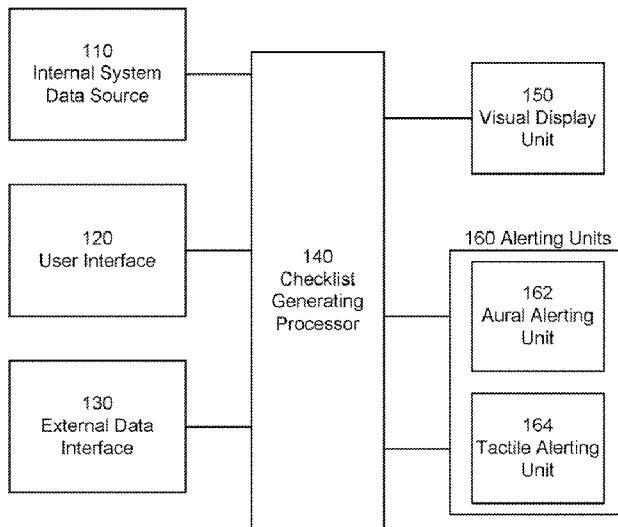 110
Internal System
Data Source
120
User Interface
130
External Data
Interface
140
Checklist
Generating
Processor
150
Visual Display
Unit
160 Alerting Units
162
Aural Alerting
Unit
164
Tactile Alerting
Unit